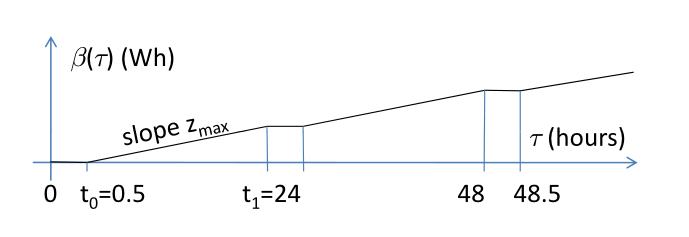 β(τ) (Wh)
slope z_max
τ (hours)
0 t₀=0.5 t₁=24 48 48.5